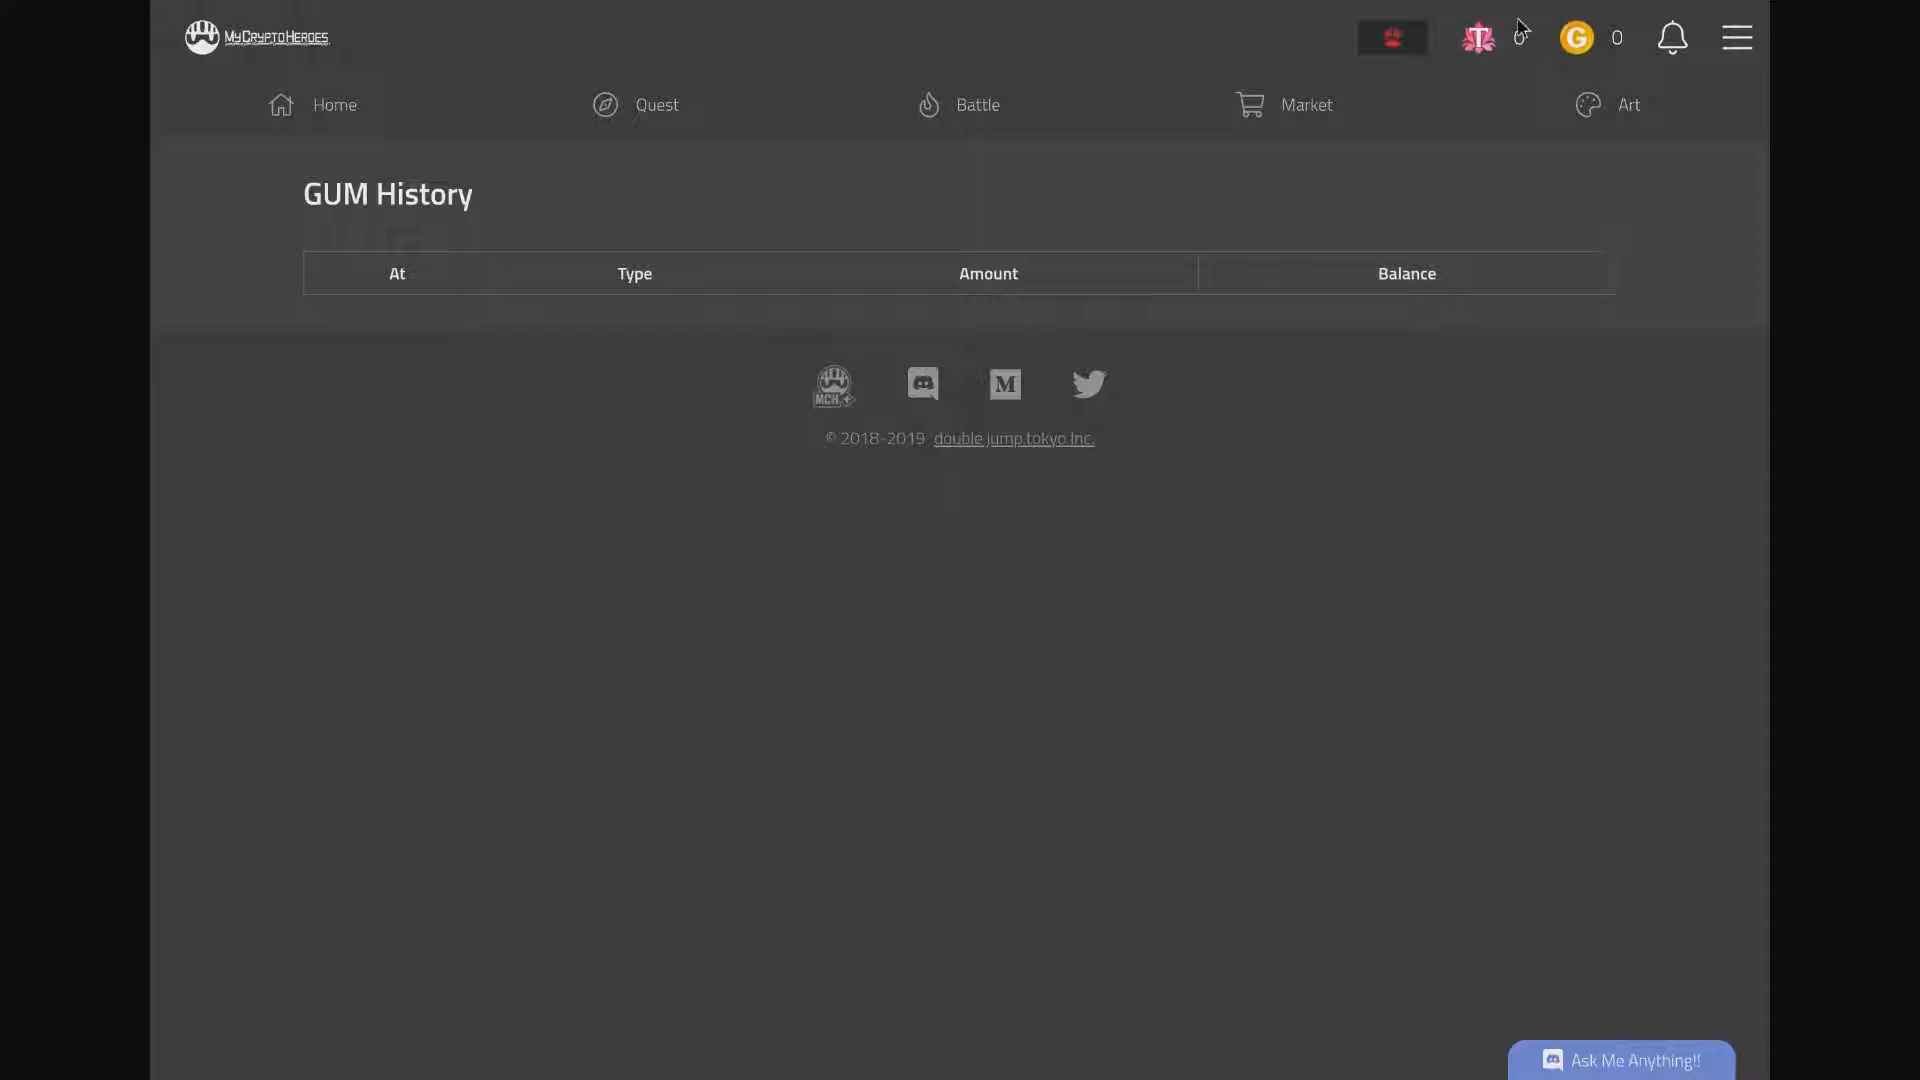 MyCryptoHeroes
T 0 G 0
Home Quest Battle Market Art
GUM History
At Type Amount Balance
MCH+ M
© 2018-2019 double jump.tokyo Inc.
Ask Me Anything!!